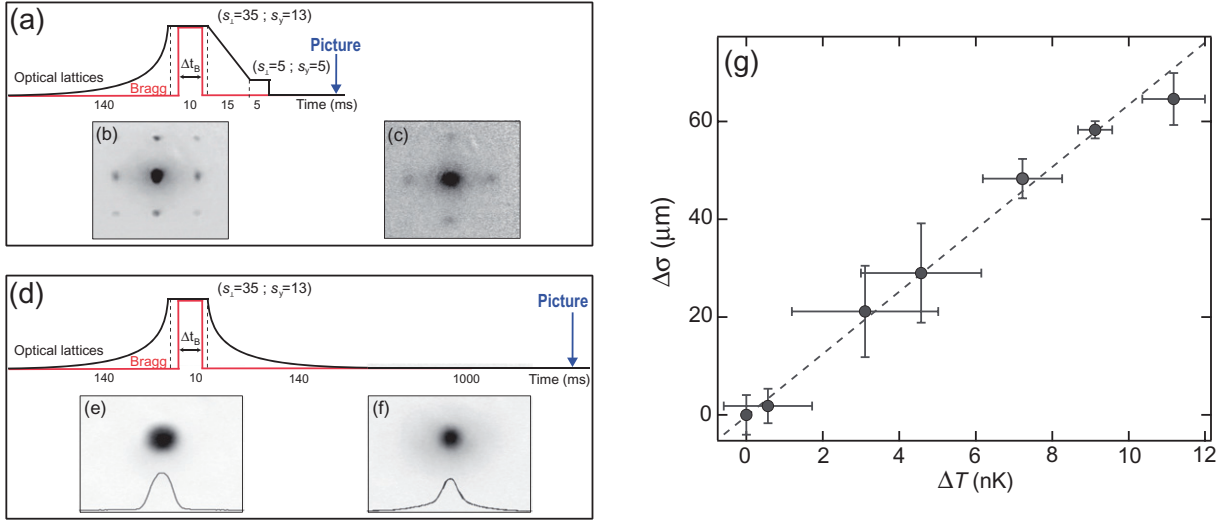 (a)
(s⊥=35 ; sy=13)
Picture
(s⊥=5 ; sy=5)
Optical lattices
Bragg
ΔtB
140
10
15
5
Time (ms)
(b)
(c)
(d)
(s⊥=35 ; sy=13)
Picture
Optical lattices
Bragg
ΔtB
140
10
140
1000
Time (ms)
(e)
(f)
(g)
Δσ (μm)
60
40
20
0
0 2 4 6 8 10 12
ΔT (nK)